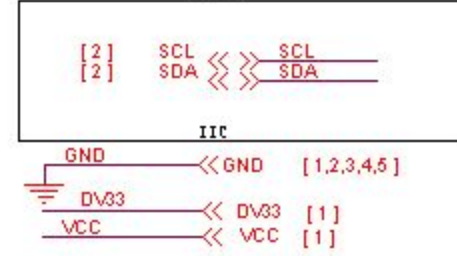 [2] SCL SCL
[2] SDA SDA
IIC
GND GND [1,2,3,4,5]
DV33 DV33 [1]
VCC VCC [1]